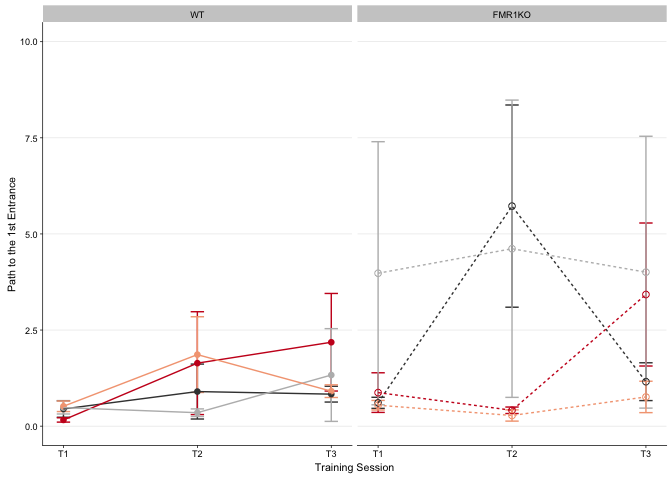 WT
FMR1KO
Path to the 1st Entrance
10.0
7.5
5.0
2.5
0.0
T1
T2
T3
T1
T2
T3
Training Session